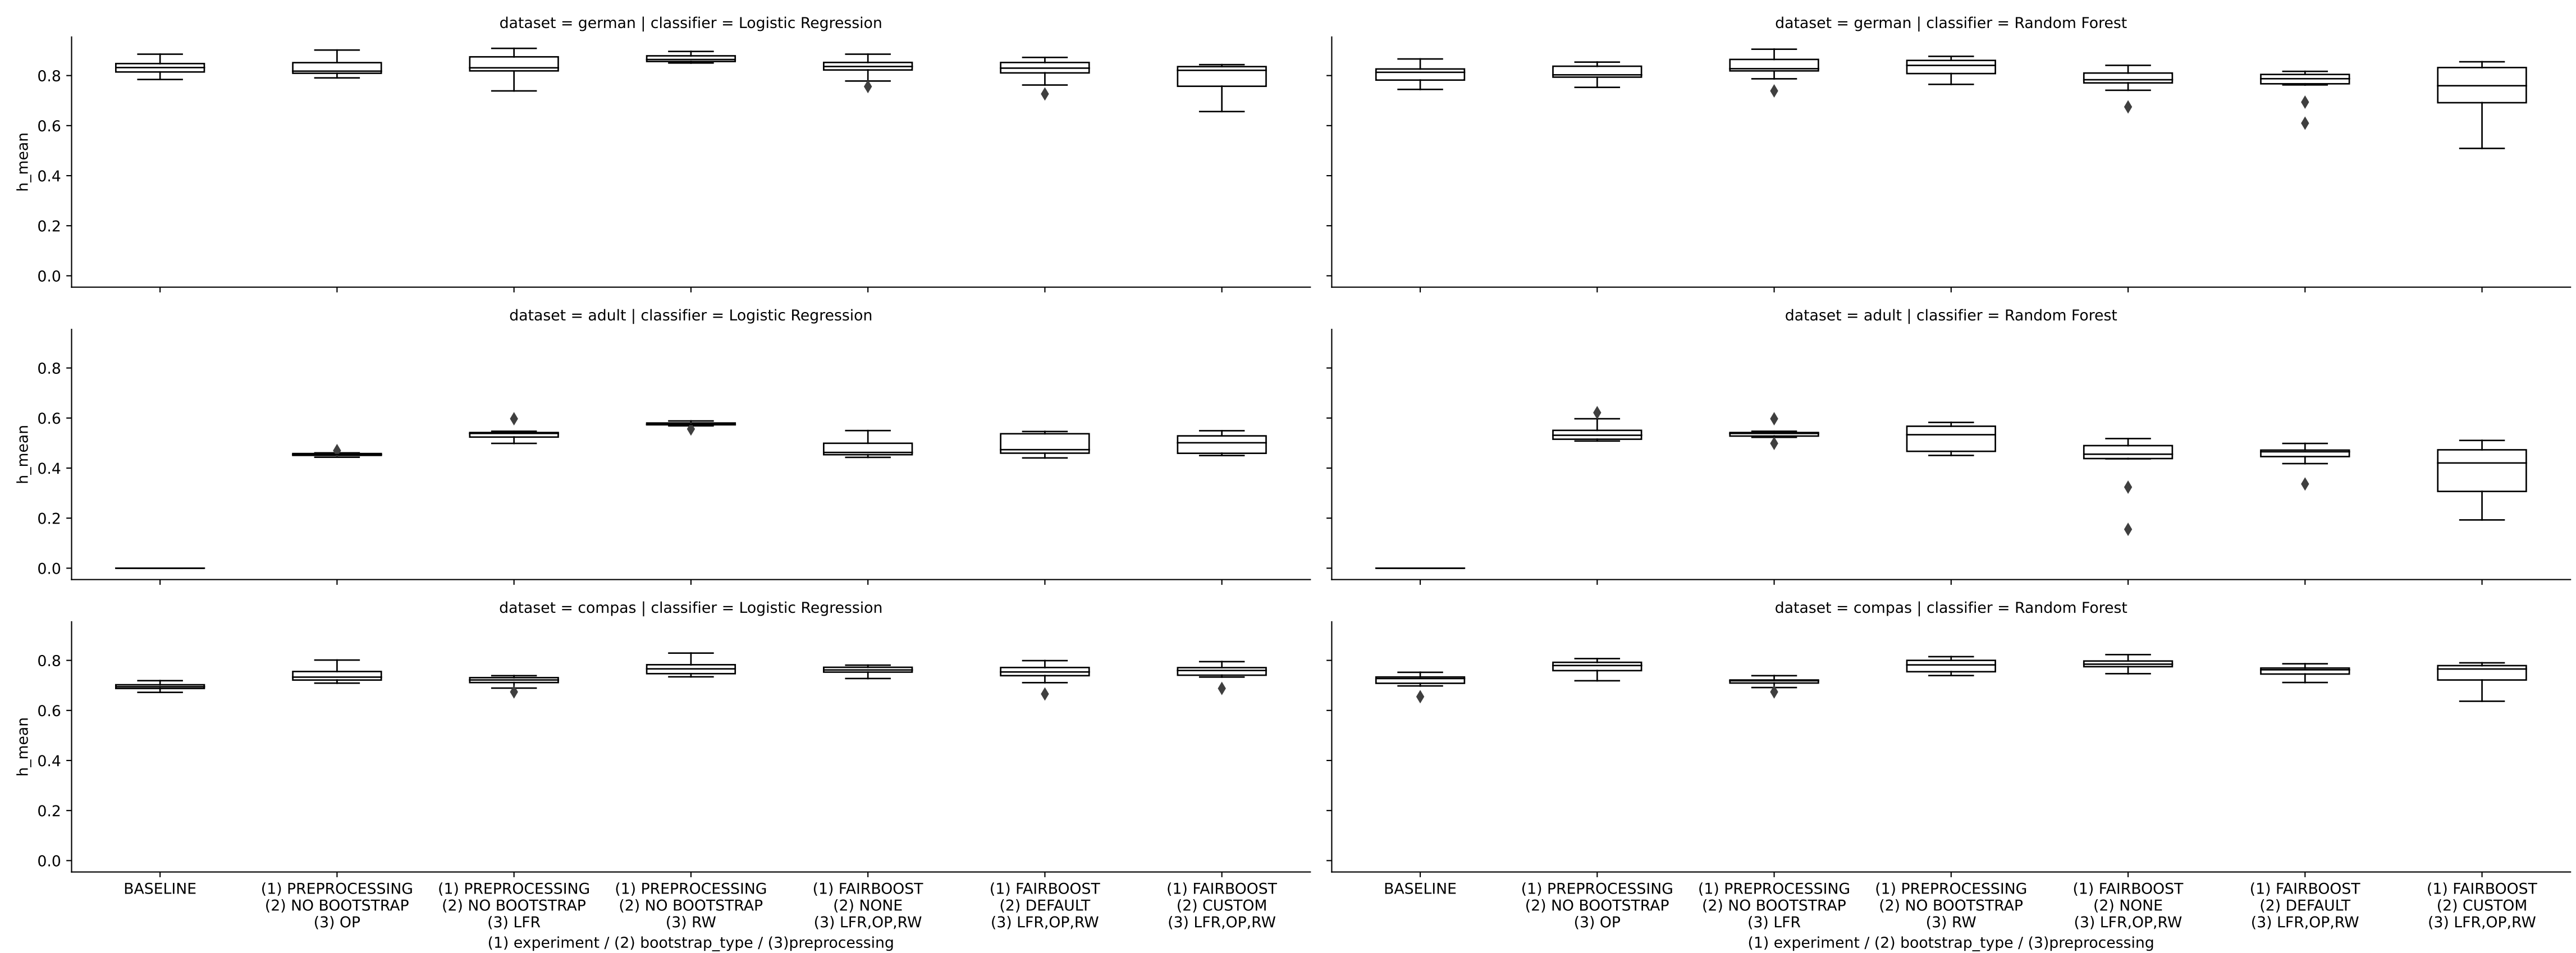 dataset = german | classifier = Logistic Regression
dataset = german | classifier = Random Forest
h_mean
0.8
0.6
0.4
0.2
0.0
dataset = adult | classifier = Logistic Regression
dataset = adult | classifier = Random Forest
h_mean
0.8
0.6
0.4
0.2
0.0
dataset = compas | classifier = Logistic Regression
dataset = compas | classifier = Random Forest
h_mean
0.8
0.6
0.4
0.2
0.0
BASELINE
(1) PREPROCESSING
(2) NO BOOTSTRAP
(3) OP
(1) PREPROCESSING
(2) NO BOOTSTRAP
(3) LFR
(1) PREPROCESSING
(2) NO BOOTSTRAP
(3) RW
(1) FAIRBOOST
(2) NONE
(3) LFR,OP,RW
(1) FAIRBOOST
(2) DEFAULT
(3) LFR,OP,RW
(1) FAIRBOOST
(2) CUSTOM
(3) LFR,OP,RW
(1) experiment / (2) bootstrap_type / (3)preprocessing
BASELINE
(1) PREPROCESSING
(2) NO BOOTSTRAP
(3) OP
(1) PREPROCESSING
(2) NO BOOTSTRAP
(3) LFR
(1) PREPROCESSING
(2) NO BOOTSTRAP
(3) RW
(1) FAIRBOOST
(2) NONE
(3) LFR,OP,RW
(1) FAIRBOOST
(2) DEFAULT
(3) LFR,OP,RW
(1) FAIRBOOST
(2) CUSTOM
(3) LFR,OP,RW
(1) experiment / (2) bootstrap_type / (3)preprocessing